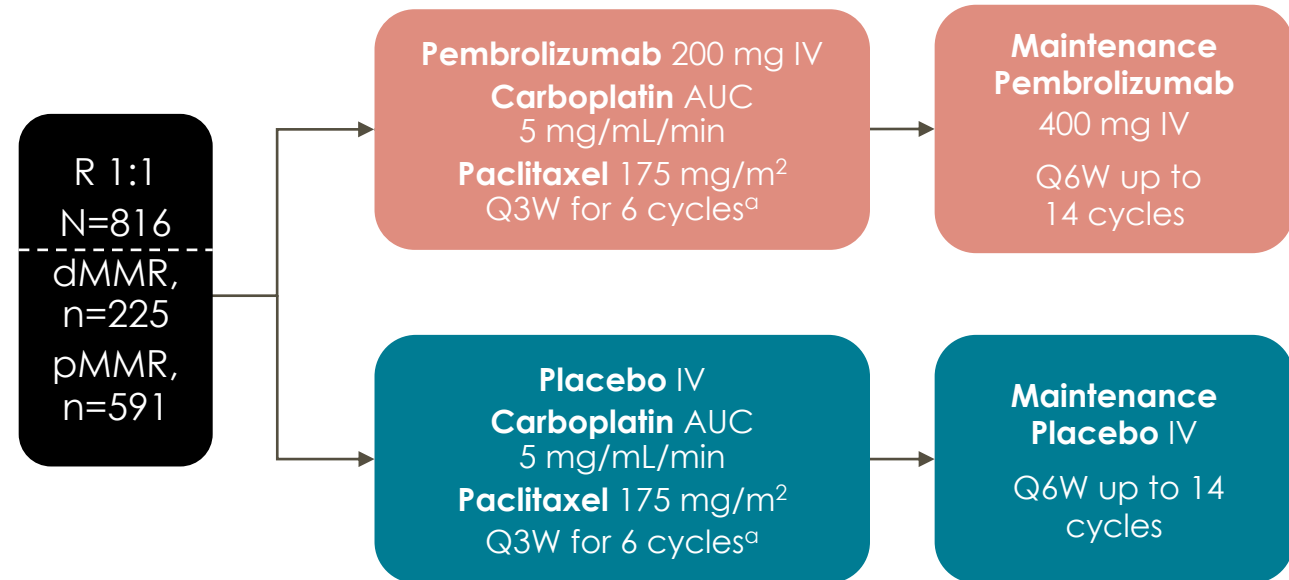 R 1:1
N=816
dMMR,
n=225
pMMR,
n=591
Pembrolizumab 200 mg IV
Carboplatin AUC
5 mg/mL/min
Paclitaxel 175 mg/m²
Q3W for 6 cyclesᵃ
Maintenance
Pembrolizumab
400 mg IV
Q6W up to
14 cycles
Placebo IV
Carboplatin AUC
5 mg/mL/min
Paclitaxel 175 mg/m²
Q3W for 6 cyclesᵃ
Maintenance
Placebo IV
Q6W up to 14
cycles